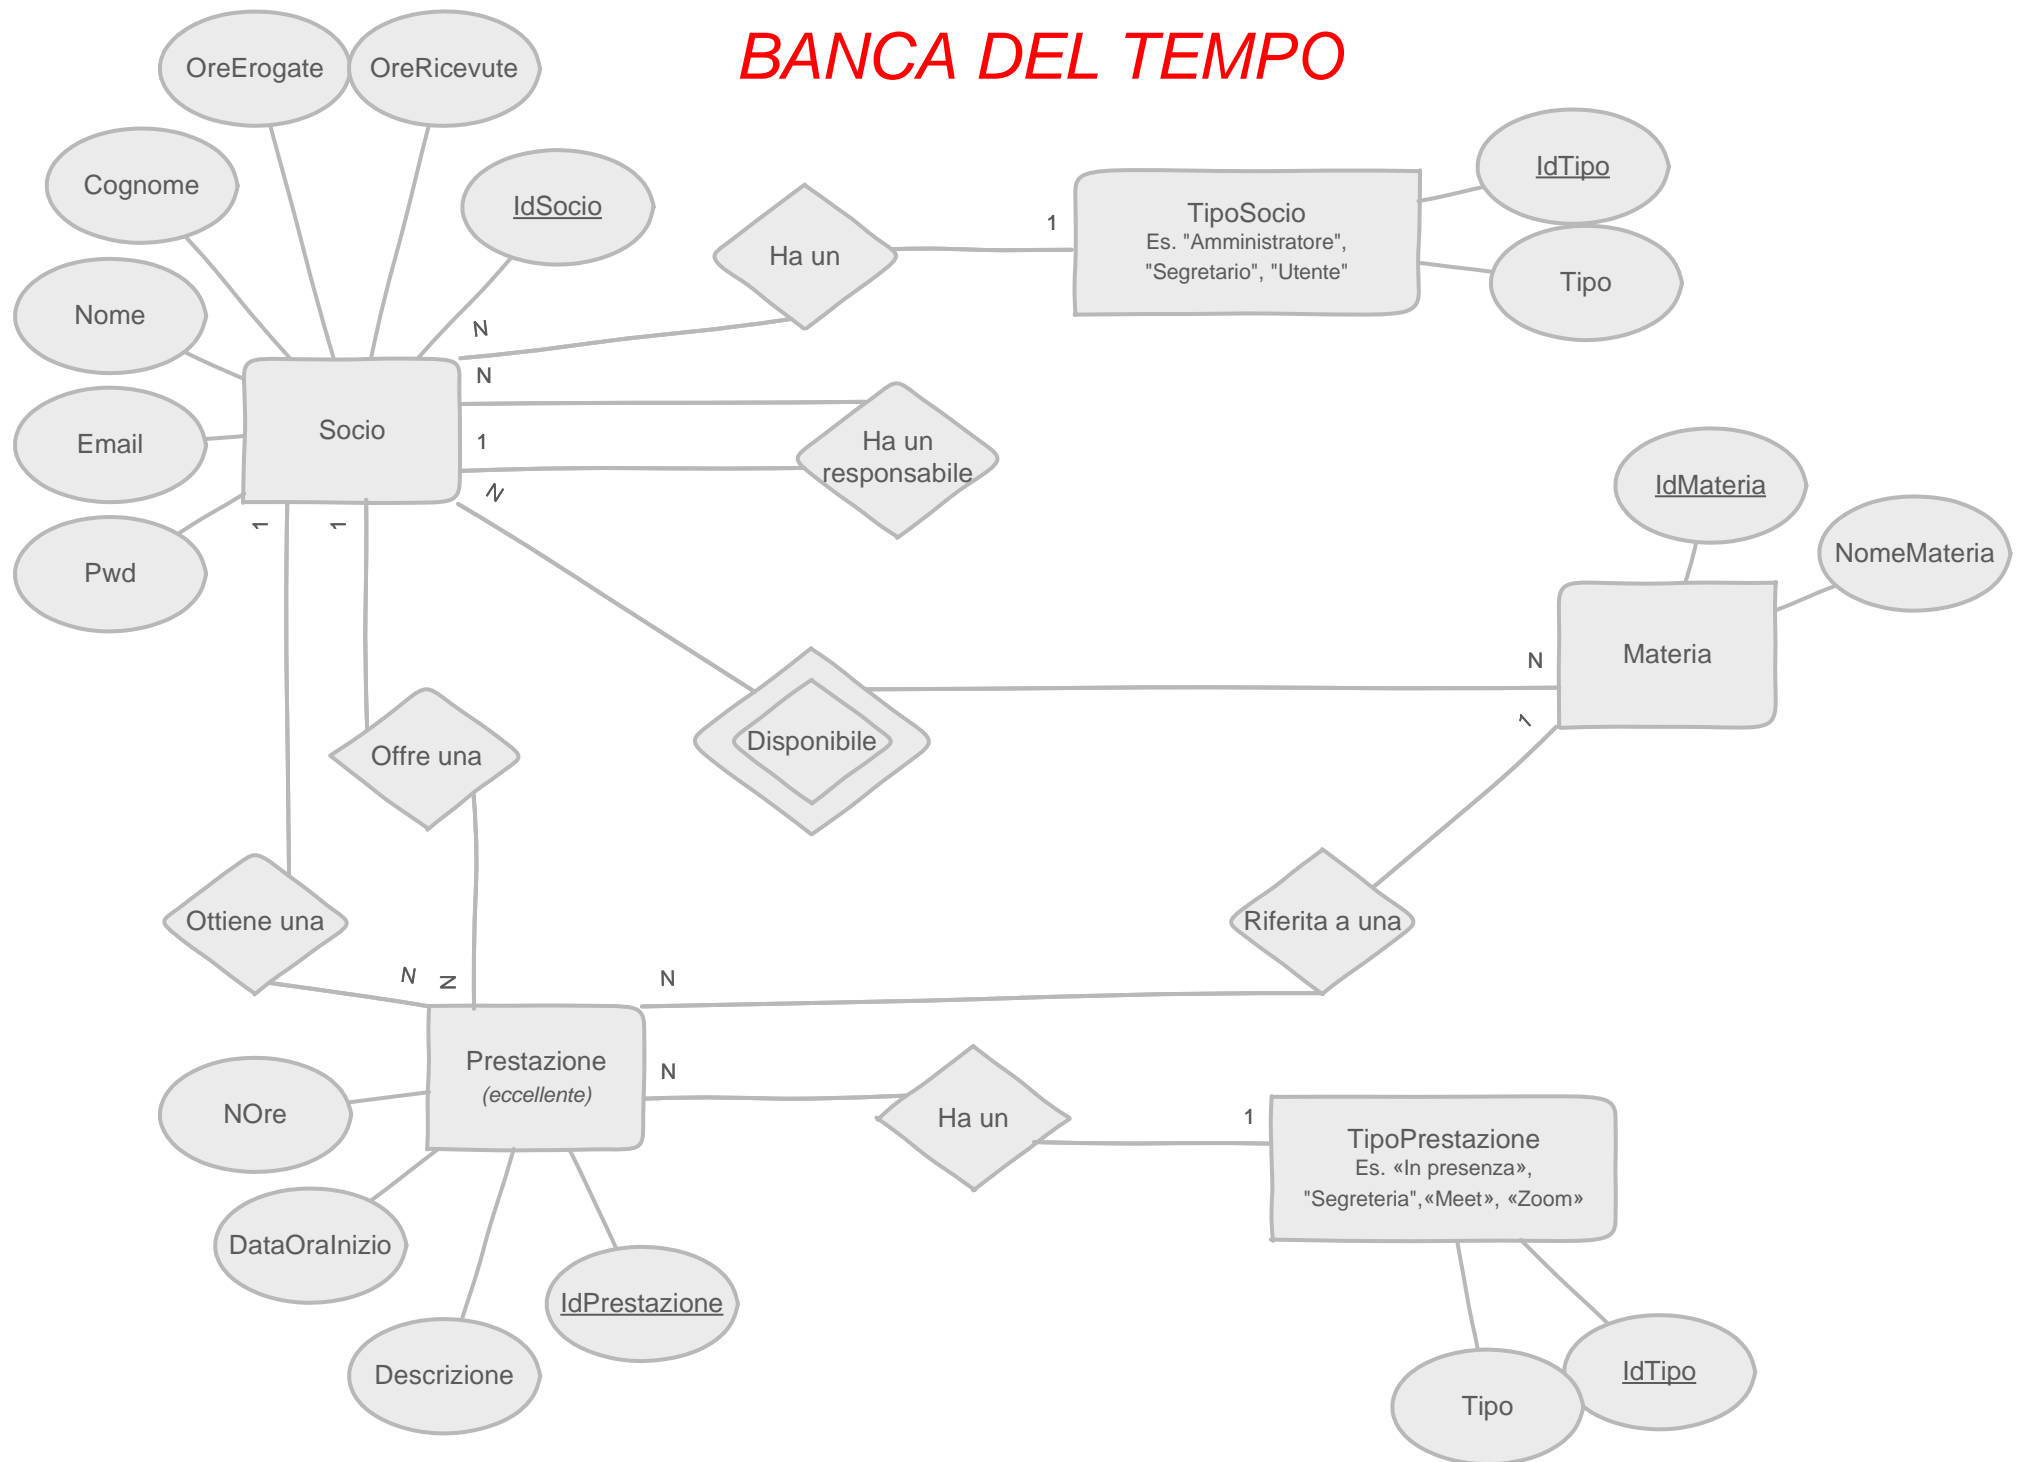 BANCA DEL TEMPO
OreErogate
OreRicevute
Cognome
IdSocio
IdTipo
Ha un
1
TipoSocio
Es. "Amministratore",
"Segretario", "Utente"
Tipo
Nome
N
N
Email
Socio
1
Ha un
responsabile
N
IdMateria
NomeMateria
Pwd
1
1
Materia
N
1
Offre una
Disponibile
Ottiene una
Riferita a una
N
N
N
Prestazione
(eccellente)
N
NOre
Ha un
1
TipoPrestazione
Es. «In presenza»,
"Segreteria",«Meet», «Zoom»
DataOraInizio
IdPrestazione
Descrizione
IdTipo
Tipo